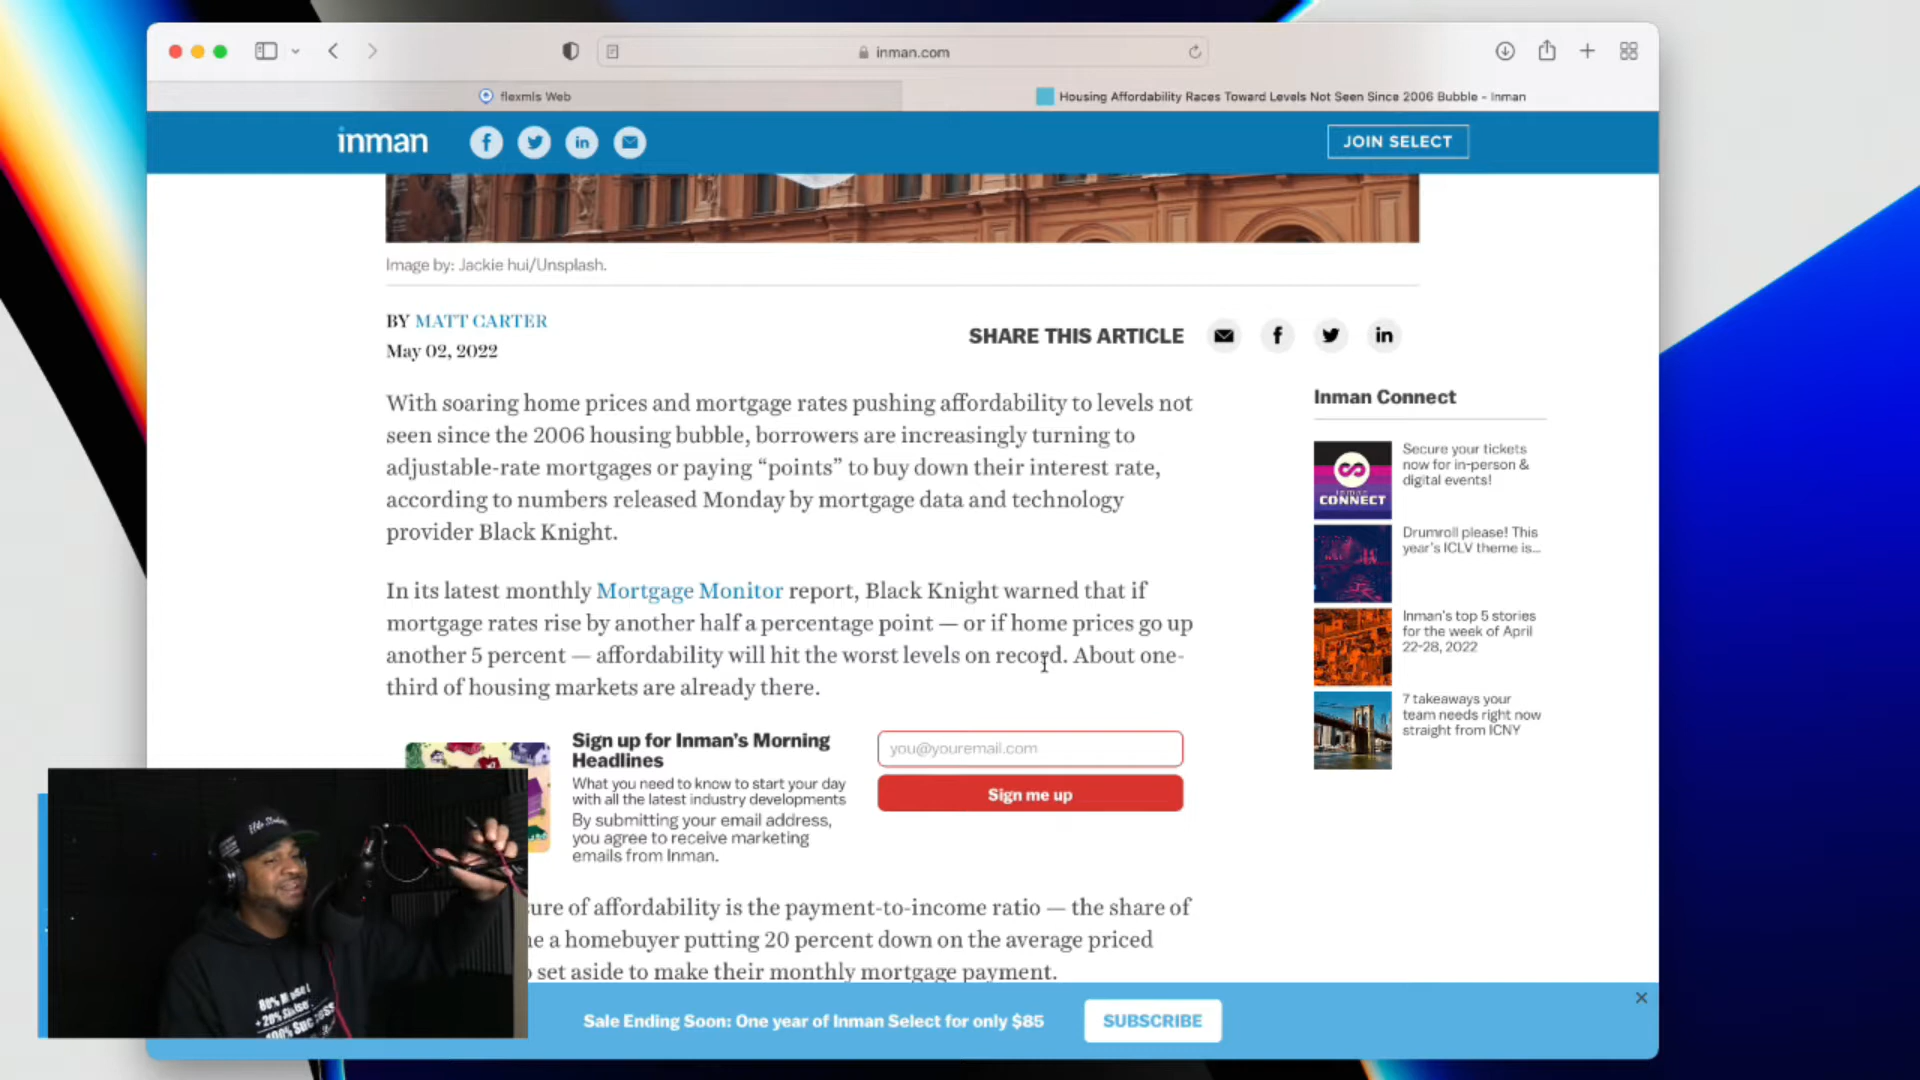 inman.com
flexmls Web
Housing Affordability Races Toward Levels Not Seen Since 2006 Bubble - Inman
inman
JOIN SELECT
Image by: Jackie hui/Unsplash.
BY MATT CARTER
May 02, 2022
SHARE THIS ARTICLE
With soaring home prices and mortgage rates pushing affordability to levels not
seen since the 2006 housing bubble, borrowers are increasingly turning to
adjustable-rate mortgages or paying “points” to buy down their interest rate,
according to numbers released Monday by mortgage data and technology
provider Black Knight.
In its latest monthly Mortgage Monitor report, Black Knight warned that if
mortgage rates rise by another half a percentage point — or if home prices go up
another 5 percent — affordability will hit the worst levels on record. About one-
third of housing markets are already there.
Inman Connect
CONNECT
Secure your tickets
now for in-person &
digital events!
Drumroll please! This
year's ICLV theme is...
Inman's top 5 stories
for the week of April
22-28, 2022
7 takeaways your
team needs right now
straight from ICNY
Sign up for Inman's Morning
Headlines
What you need to know to start your day
with all the latest industry developments
By submitting your email address,
you agree to receive marketing
emails from Inman.
you@youremail.com
Sign me up
ure of affordability is the payment-to-income ratio — the share of
e a homebuyer putting 20 percent down on the average priced
set aside to make their monthly mortgage payment.
Sale Ending Soon: One year of Inman Select for only $85
SUBSCRIBE